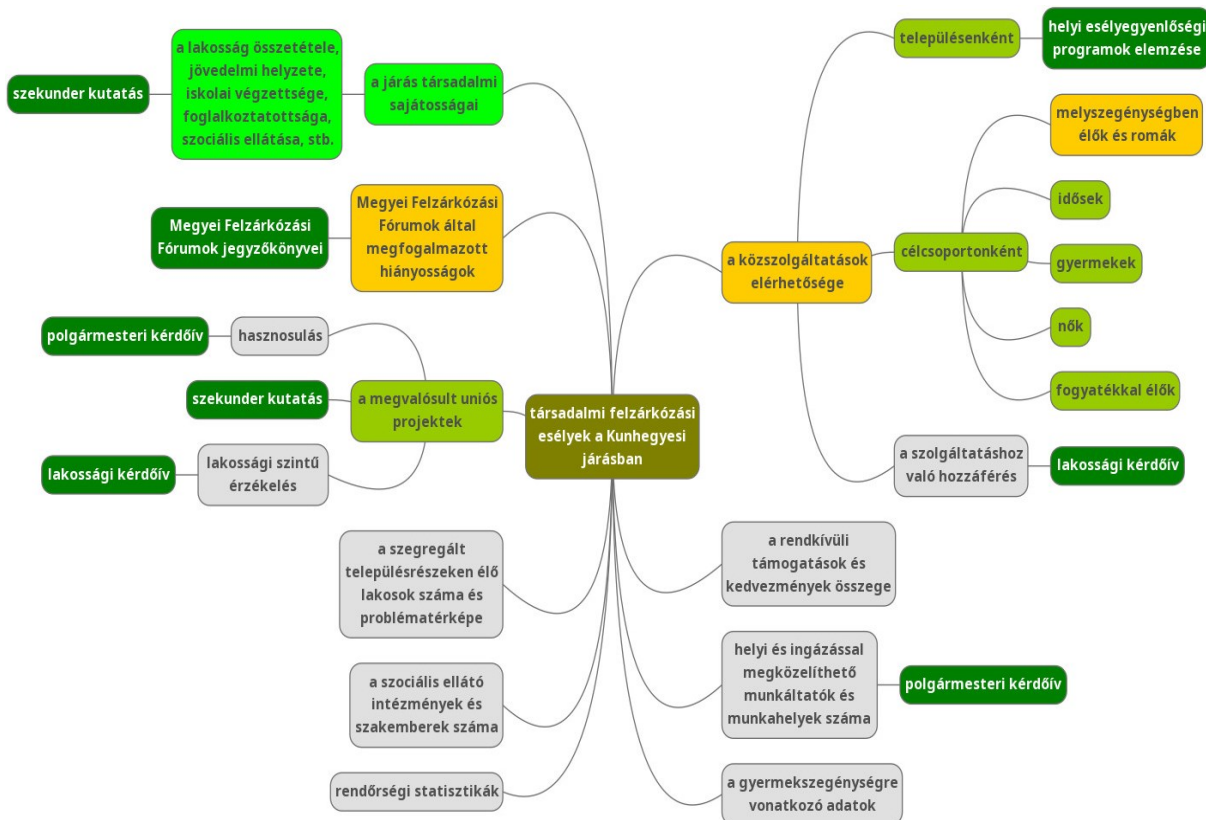 a lakosság összetétele,
jövedelmi helyzete,
iskolai végzettsége,
foglalkoztatottsága,
szociális ellátása, stb.
szekunder kutatás
a járás társadalmi
sajátosságai
Megyei Felzárkózási
Fórumok jegyzőkönyvei
Megyei Felzárkózási
Fórumok által
megfogalmazott
hiányosságok
polgármesteri kérdőív
hasznosulás
szekunder kutatás
a megvalósult uniós
projektek
lakossági kérdőív
lakossági szintű
érzékelés
társadalmi felzárkózási
esélyek a Kunhegyesi
járásban
a szegregált
településrészeken élő
lakosok száma és
problématérképe
a szociális ellátó
intézmények és
szakemberek száma
rendőrségi statisztikák
településenként
helyi esélyegyenlőségi
programok elemzése
a közszolgáltatások
elérhetősége
célcsoportonként
melyszegénységben
élők és romák
idősek
gyermekek
nők
fogyatékkal élők
a szolgáltatáshoz
való hozzáférés
lakossági kérdőív
a rendkívüli
támogatások és
kedvezmények összege
helyi és ingázással
megközelíthető
munkáltatók és
munkahelyek száma
polgármesteri kérdőív
a gyermekszegénységre
vonatkozó adatok